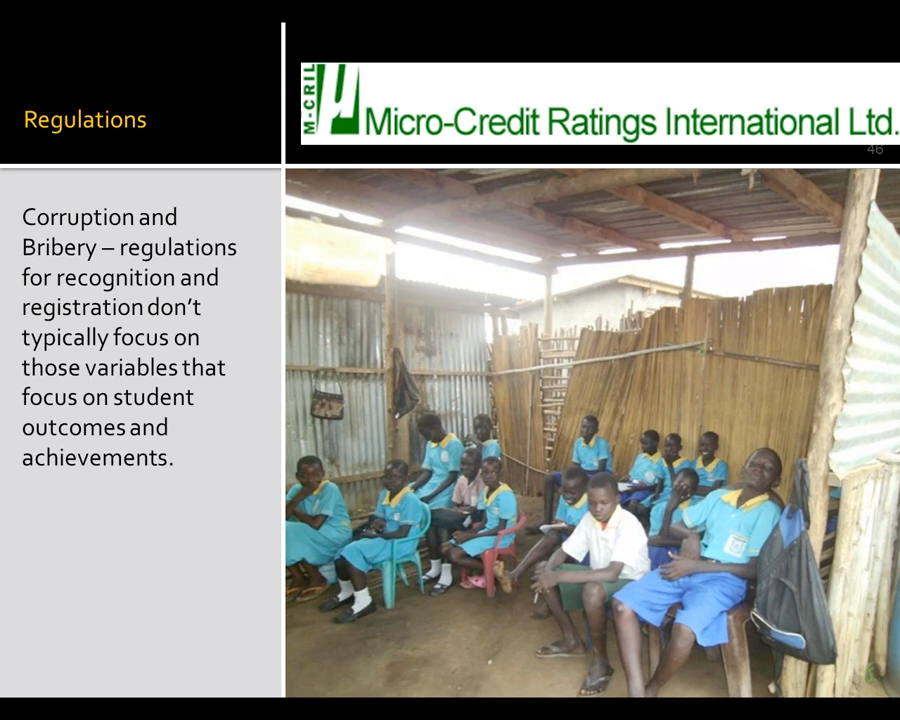 Regulations
M-CRIL
Micro-Credit Ratings International Ltd.
46
Corruption and
Bribery – regulations
for recognition and
registration don’t
typically focus on
those variables that
focus on student
outcomes and
achievements.